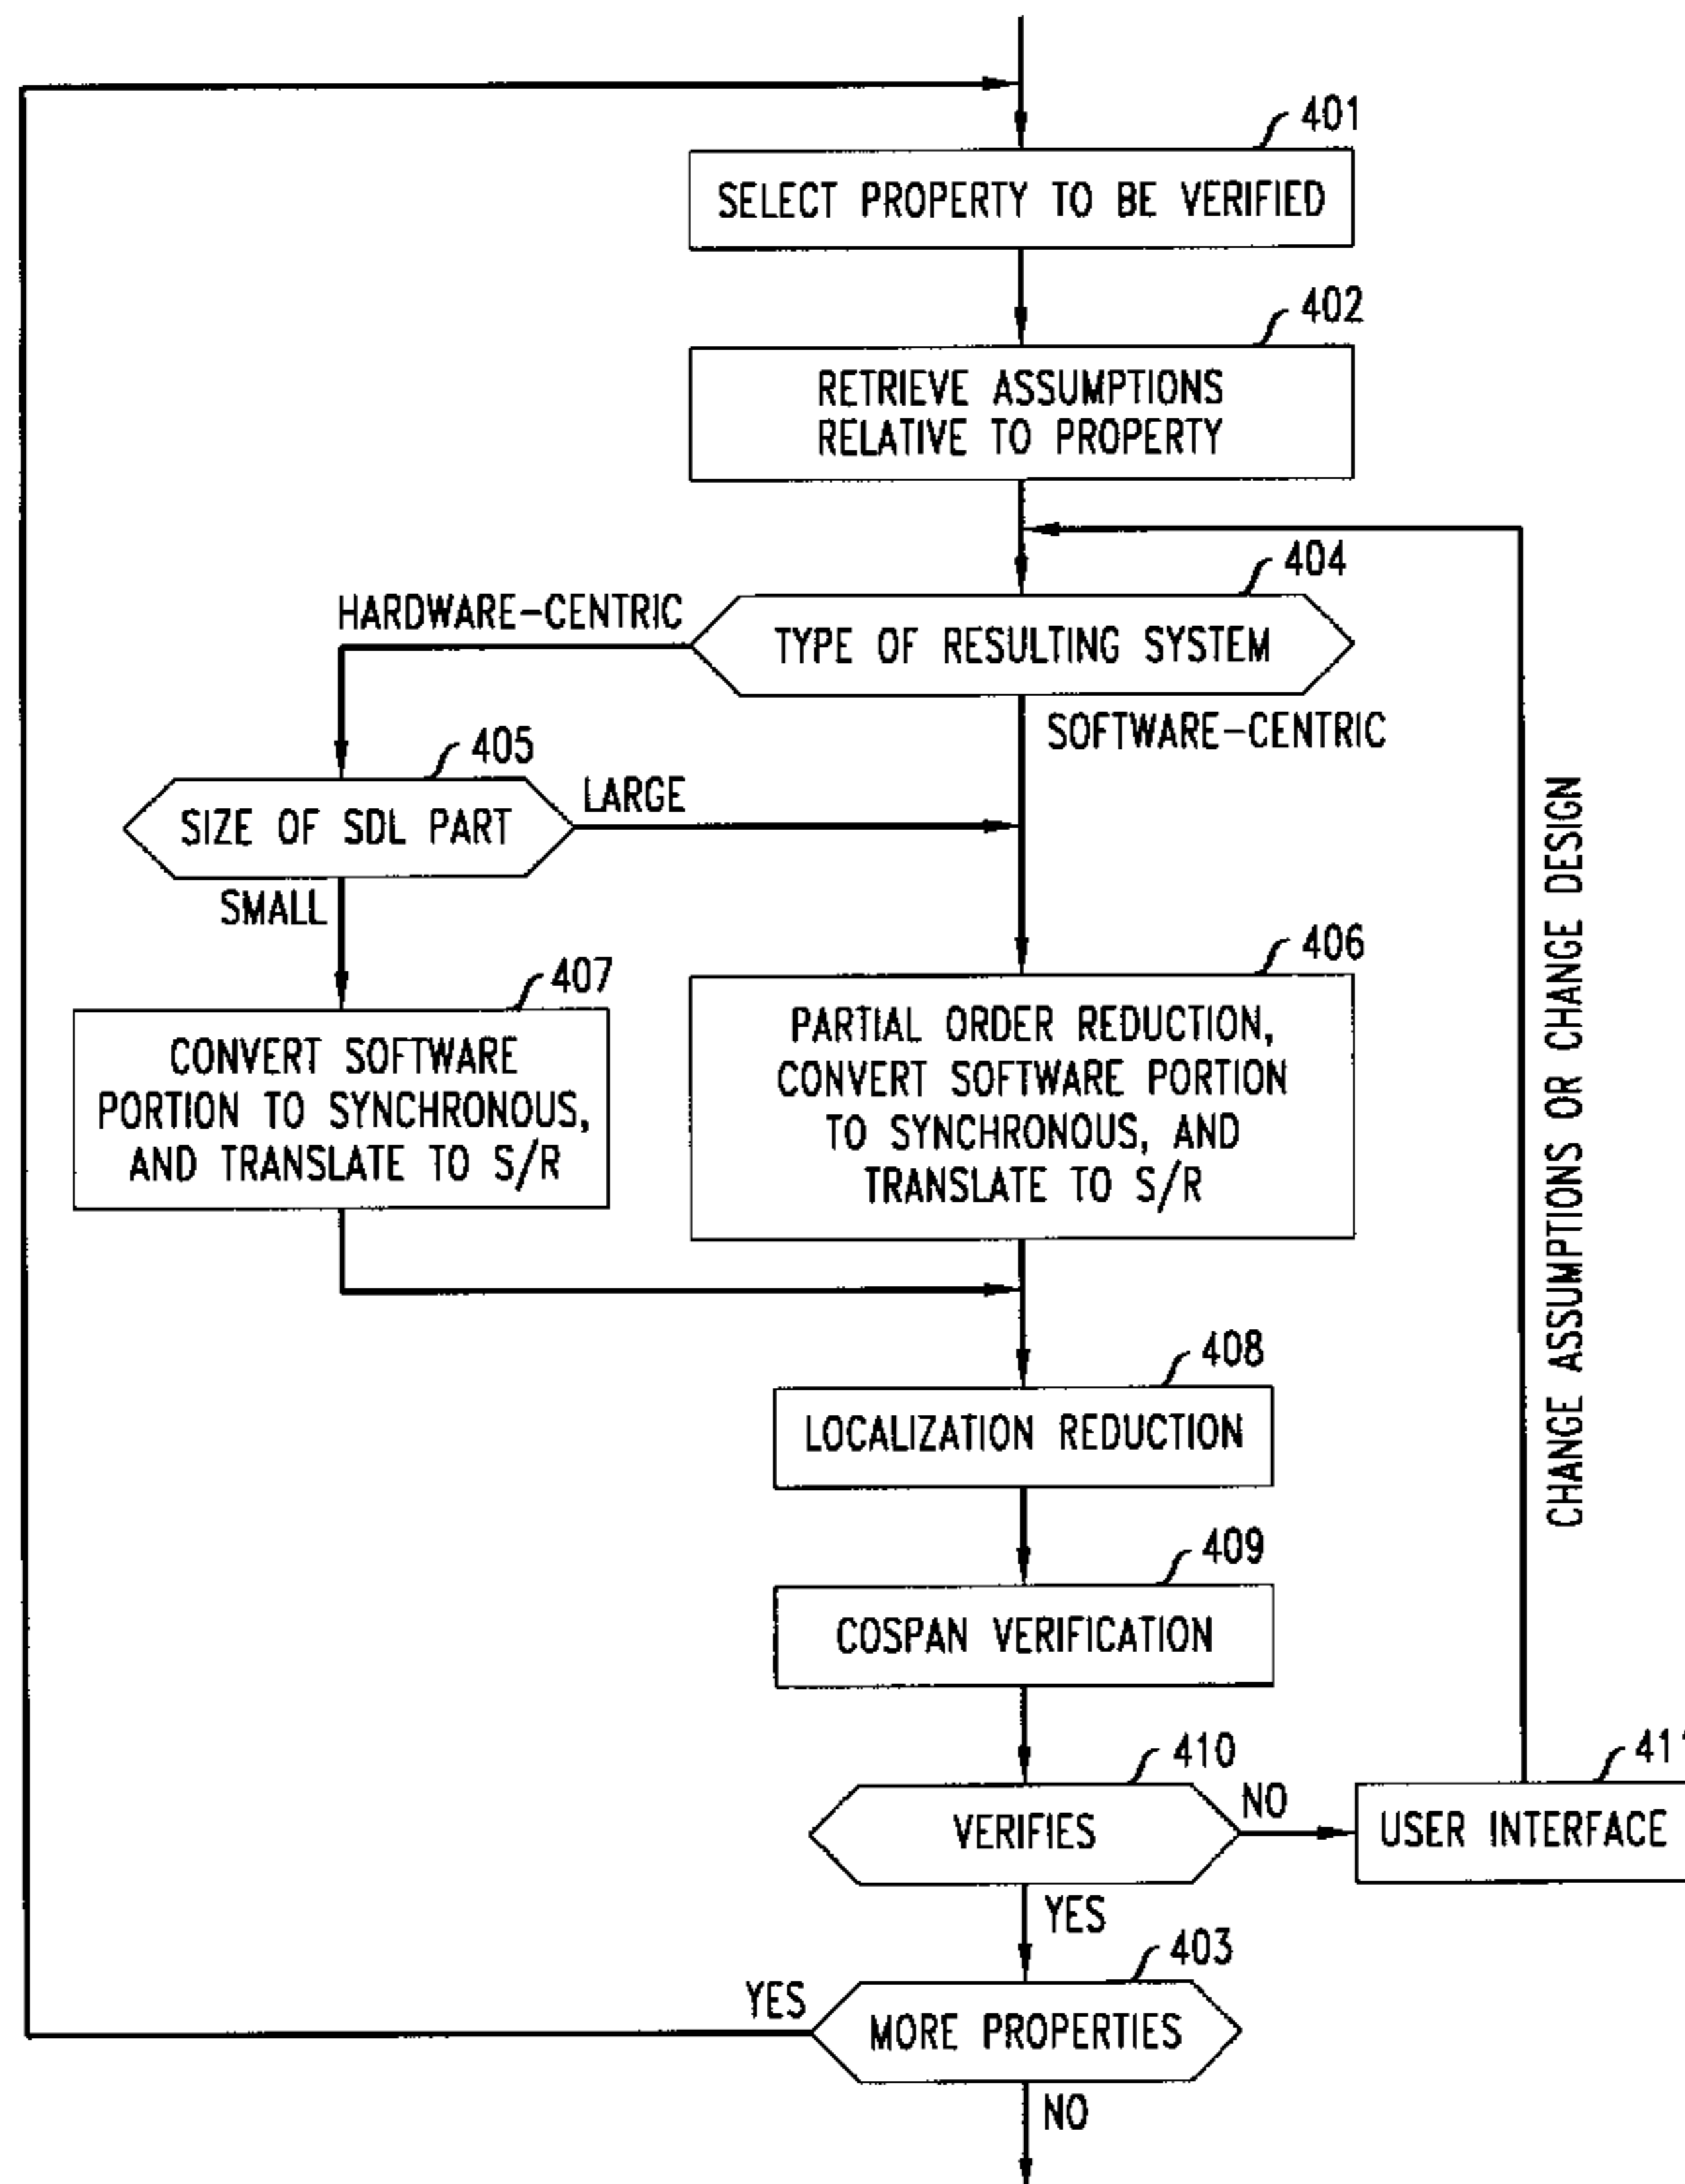 401
SELECT PROPERTY TO BE VERIFIED
402
RETRIEVE ASSUMPTIONS
RELATIVE TO PROPERTY
404
HARDWARE-CENTRIC
TYPE OF RESULTING SYSTEM
SOFTWARE-CENTRIC
405
SIZE OF SDL PART
LARGE
SMALL
407
CONVERT SOFTWARE
PORTION TO SYNCHRONOUS,
AND TRANSLATE TO S/R
406
PARTIAL ORDER REDUCTION,
CONVERT SOFTWARE PORTION
TO SYNCHRONOUS, AND
TRANSLATE TO S/R
CHANGE ASSUMPTIONS OR CHANGE DESIGN
408
LOCALIZATION REDUCTION
409
COSPAN VERIFICATION
410
VERIFIES
NO
411
USER INTERFACE
YES
403
YES
MORE PROPERTIES
NO